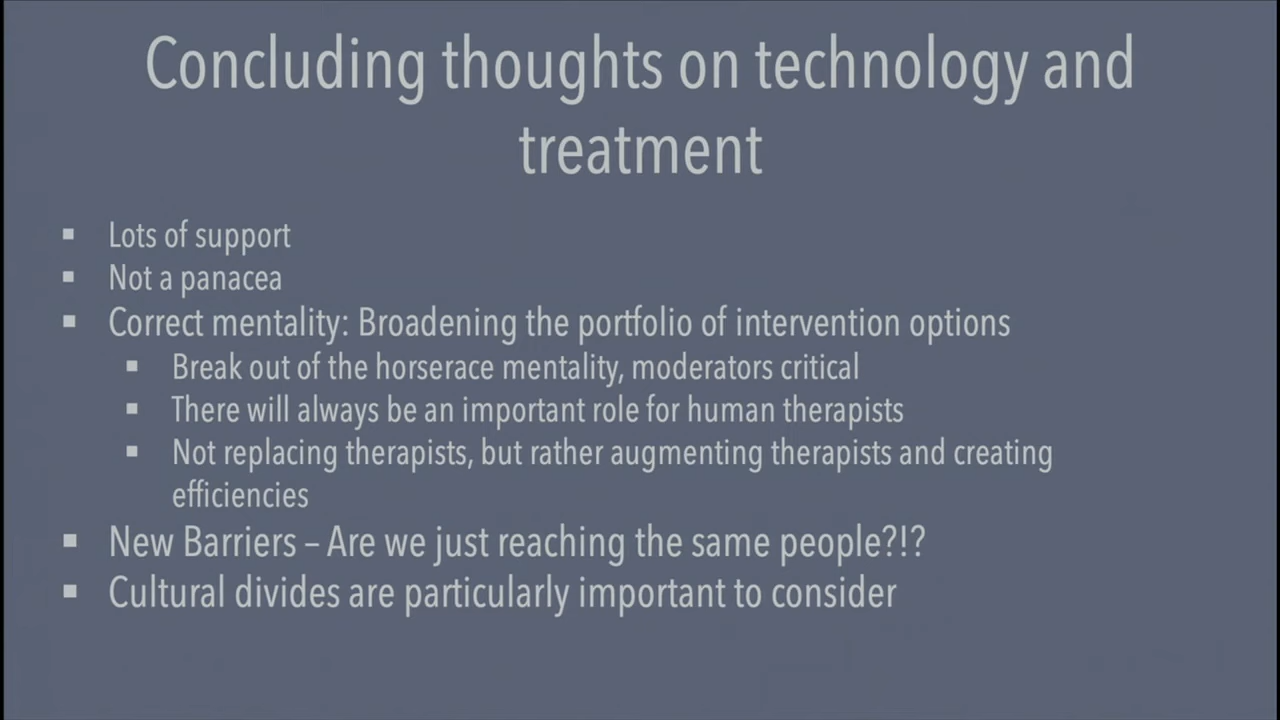 Concluding thoughts on technology and
treatment
▪ Lots of support
▪ Not a panacea
▪ Correct mentality: Broadening the portfolio of intervention options
▪ Break out of the horserace mentality, moderators critical
▪ There will always be an important role for human therapists
▪ Not replacing therapists, but rather augmenting therapists and creating
efficiencies
▪ New Barriers – Are we just reaching the same people?!?
▪ Cultural divides are particularly important to consider